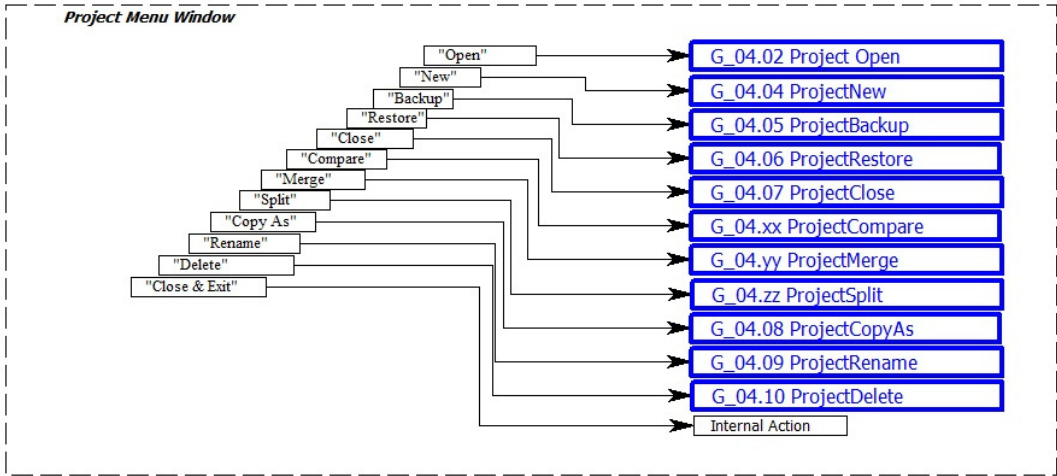 Project Menu Window
"Open"
G_04.02 Project Open
"New"
G_04.04 ProjectNew
"Backup"
G_04.05 ProjectBackup
"Restore"
G_04.06 ProjectRestore
"Close"
G_04.07 ProjectClose
"Compare"
G_04.xx ProjectCompare
"Merge"
G_04.yy ProjectMerge
"Split"
G_04.zz ProjectSplit
"Copy As"
G_04.08 ProjectCopyAs
"Rename"
G_04.09 ProjectRename
"Delete"
G_04.10 ProjectDelete
"Close & Exit"
Internal Action